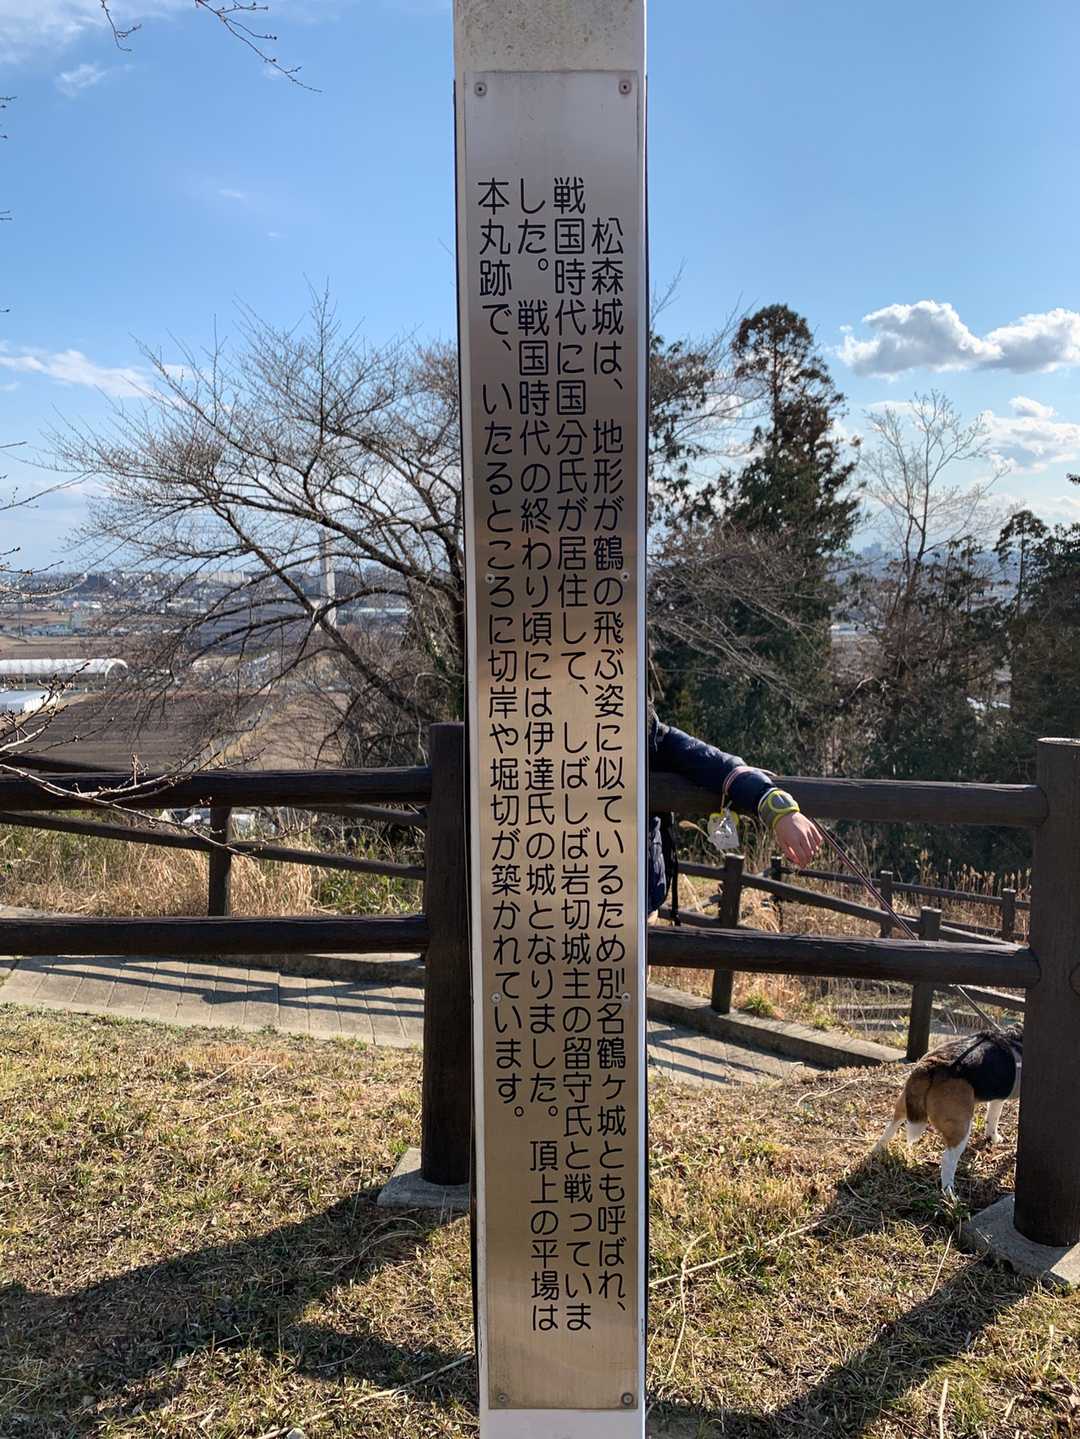 松森城は、地形が鶴の飛ぶ姿に似ているため別名鶴ヶ城とも呼ばれ、
戦国時代に国分氏が居住して、しばしば岩切城主の留守氏と戦っていま
した。戦国時代の終わり頃には伊達氏の城となりました。頂上の平場は
本丸跡で、いたるところに切岸や堀切が築かれています。